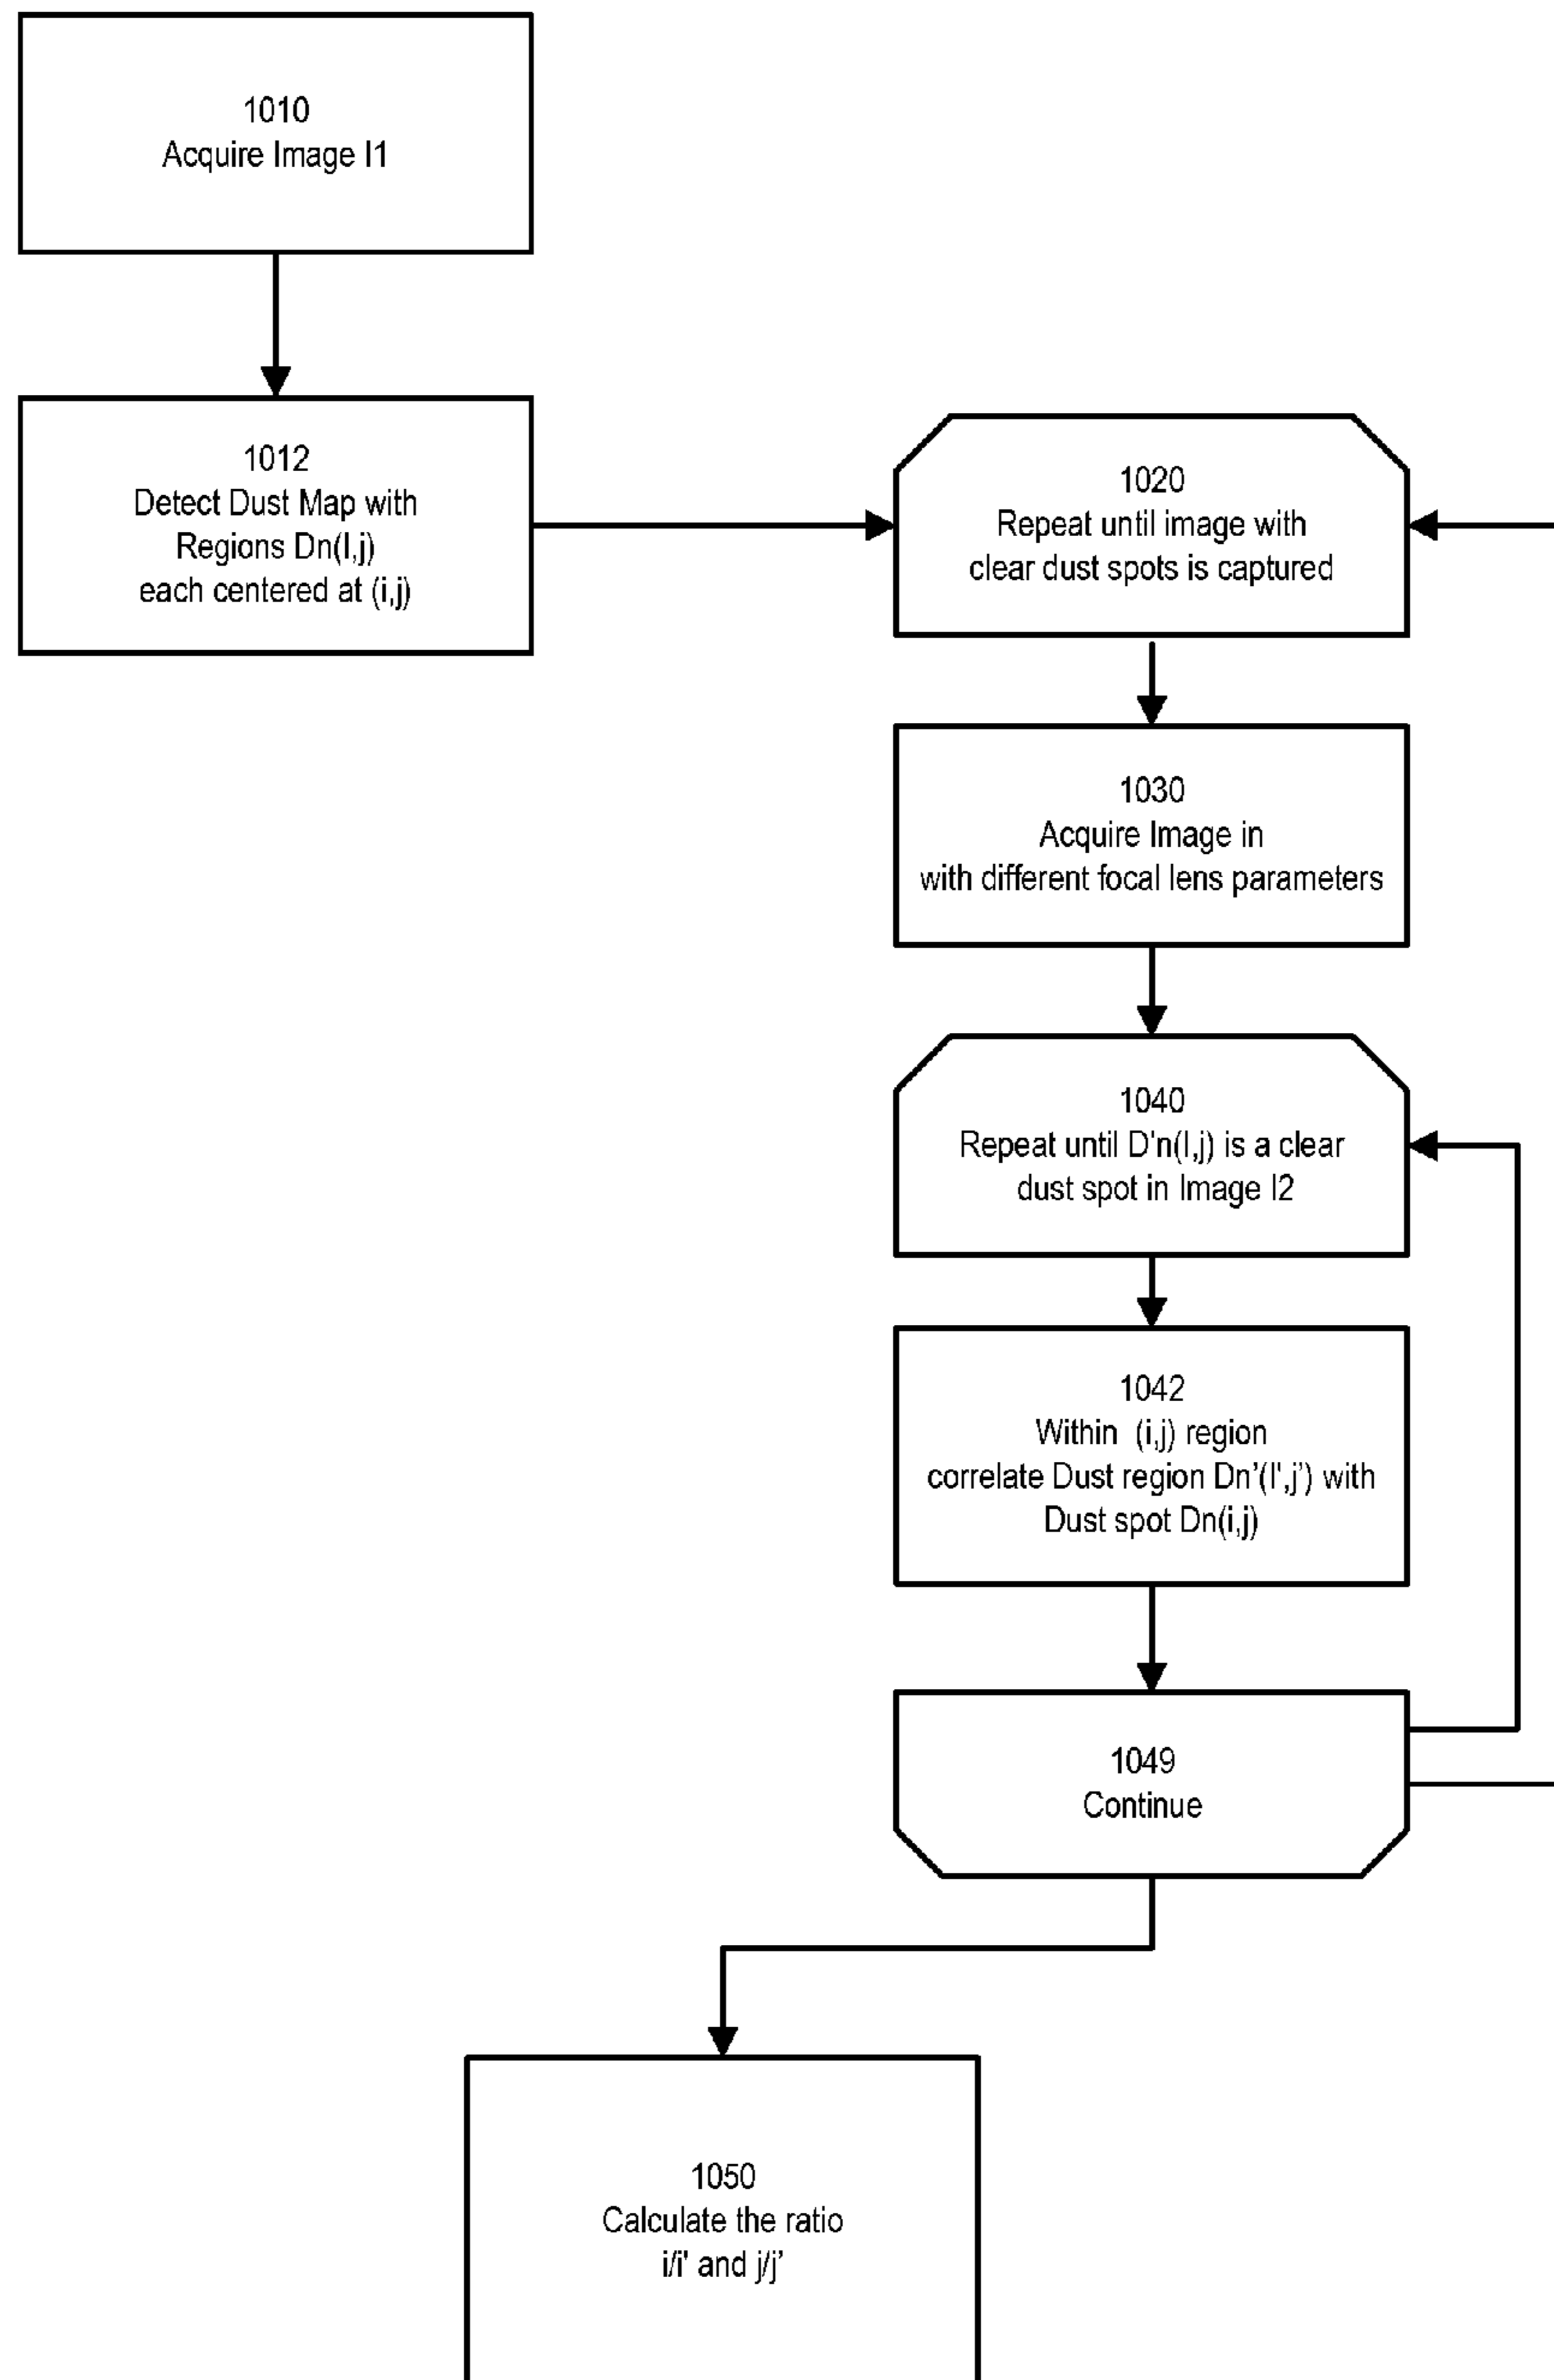 1010
Acquire Image I1
1012
Detect Dust Map with
Regions Dn(I,j)
each centered at (i,j)
1020
Repeat until image with
clear dust spots is captured
1030
Acquire Image in
with different focal lens parameters
1040
Repeat until D'n(I,j) is a clear
dust spot in Image I2
1042
Within (i,j) region
correlate Dust region Dn’(I',j’) with
Dust spot Dn(i,j)
1049
Continue
1050
Calculate the ratio
i/i' and j/j’